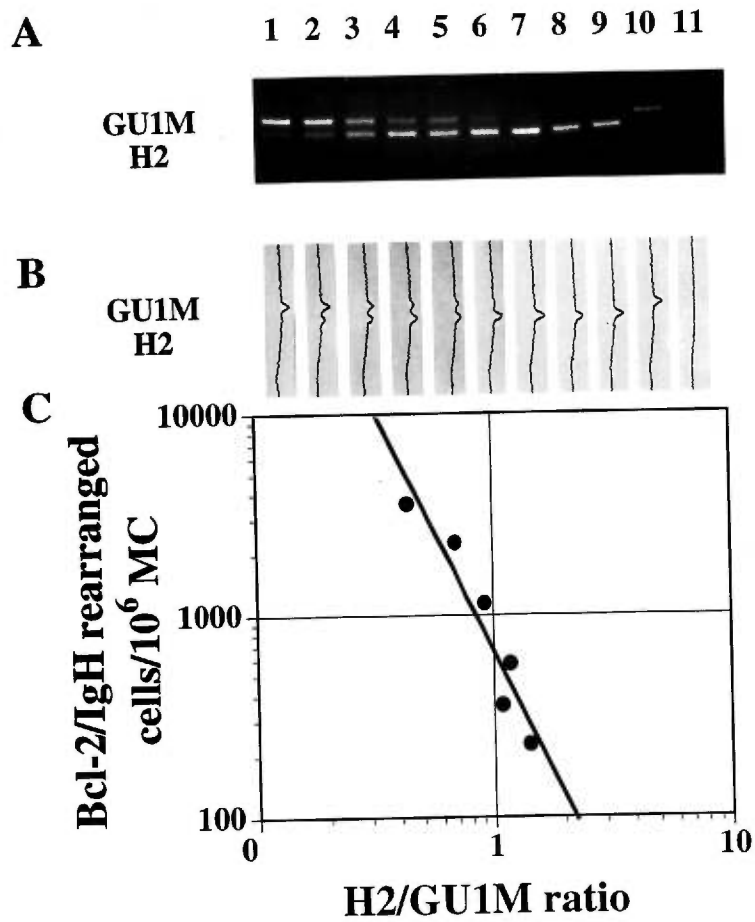 A
1 2 3 4 5 6 7 8 9 10 11
GU1M
H2
B
GU1M
H2
C
Bcl-2/IgH rearranged
cells/10⁶ MC
10000
1000
100
0 1 10
H2/GU1M ratio